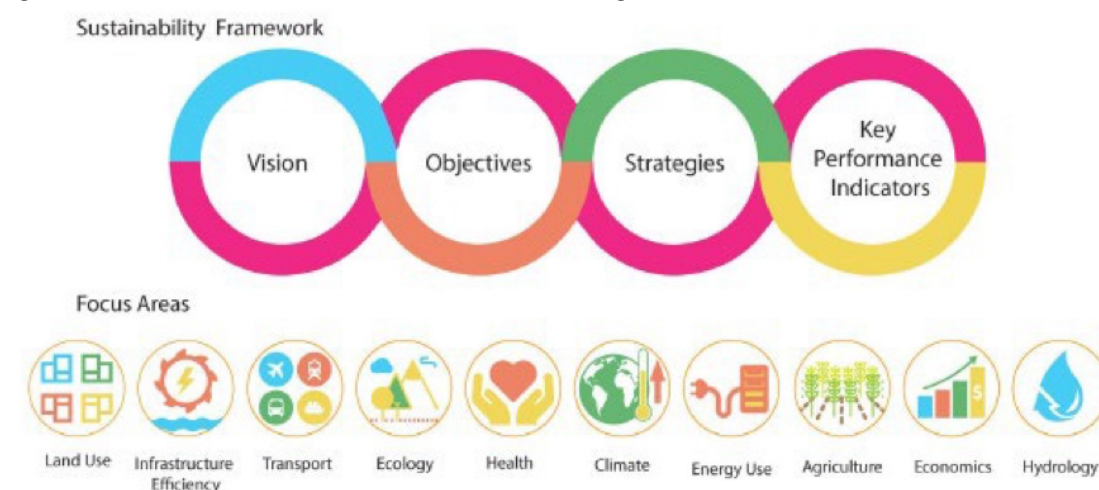 Sustainability Framework
Vision
Objectives
Strategies
Key
Performance
Indicators
Focus Areas
Land Use
Infrastructure
Efficiency
Transport
Ecology
Health
Climate
Energy Use
Agriculture
$
Economics
Hydrology